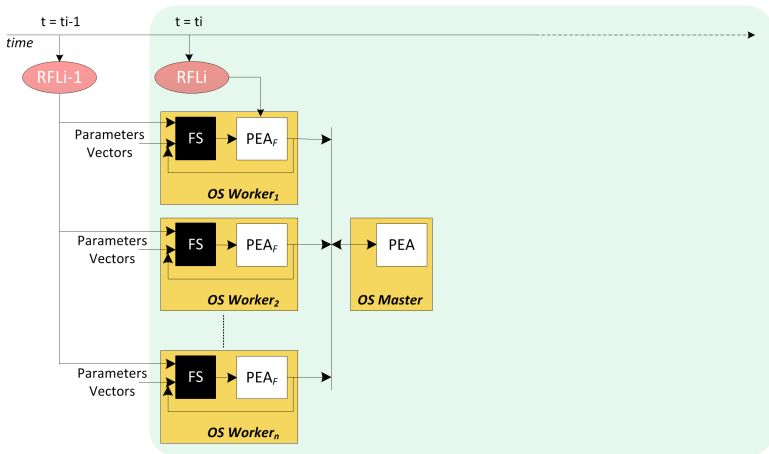 t = ti-1
t = ti
time
RFLi-1
RFLi
Parameters
Vectors
FS
PEAF
OS Worker1
Parameters
Vectors
FS
PEAF
PEA
OS Worker2
OS Master
Parameters
Vectors
FS
PEAF
OS Workern